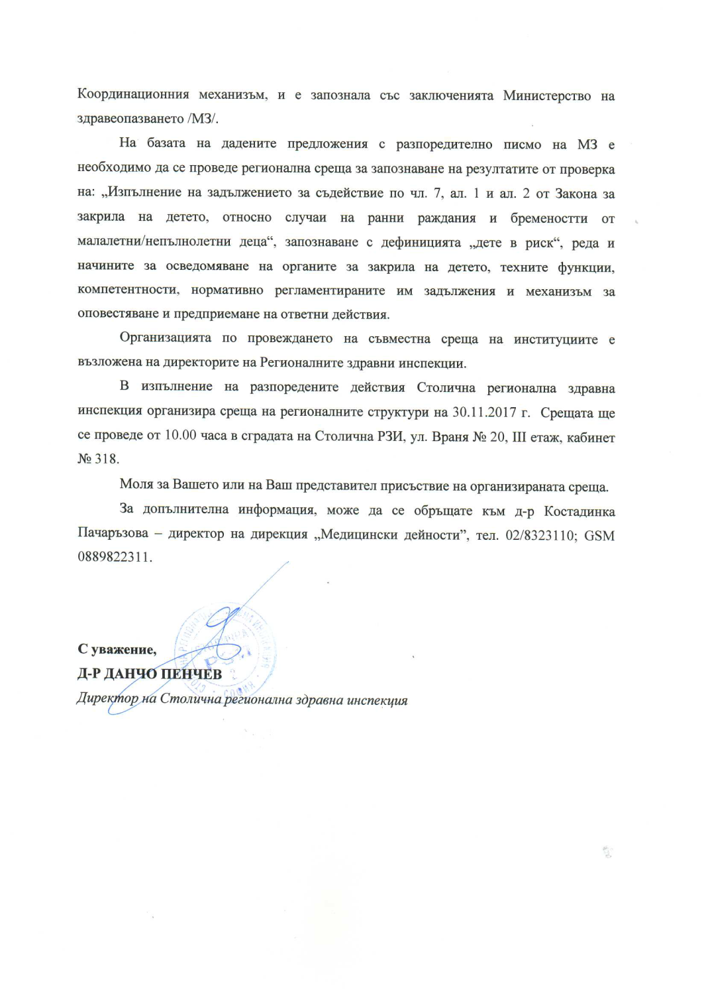 Координационния механизъм, и е запознала със заключенията Министерство на
здравеопазването /МЗ/.
На базата на дадените предложения с разпоредително писмо на МЗ е
необходимо да се проведе регионална среща за запознаване на резултатите от проверка
на: „Изпълнение на задължението за съдействие по чл. 7, ал. 1 и ал. 2 от Закона за
закрила на детето, относно случаи на ранни раждания и бремености от
малалетни/непълнолетни деца“, запознаване с дефиницията „дете в риск“, реда и
начините за осведомяване на органите за закрила на детето, техните функции,
компетентности, нормативно регламентираните им задължения и механизъм за
оповестяване и предприемане на ответни действия.
Организацията по провеждането на съвместна среща на институциите е
възложена на директорите на Регионалните здравни инспекции.
В изпълнение на разпоредените действия Столична регионална здравна
инспекция организира среща на регионалните структури на 30.11.2017 г. Срещата ще
се проведе от 10.00 часа в сградата на Столична РЗИ, ул. Враня № 20, III етаж, кабинет
№ 318.
Моля за Вашето или на Ваш представител присъствие на организираната среща.
За допълнителна информация, може да се обръщате към д-р Костадинка
Пачаръзова – директор на дирекция „Медицински дейности”, тел. 02/8323110; GSM
0889822311.
С уважение,
Д-Р ДАНЧО ПЕНЧЕВ
Директор на Столична регионална здравна инспекция
СТОЛИЧНА
РЗИ
2